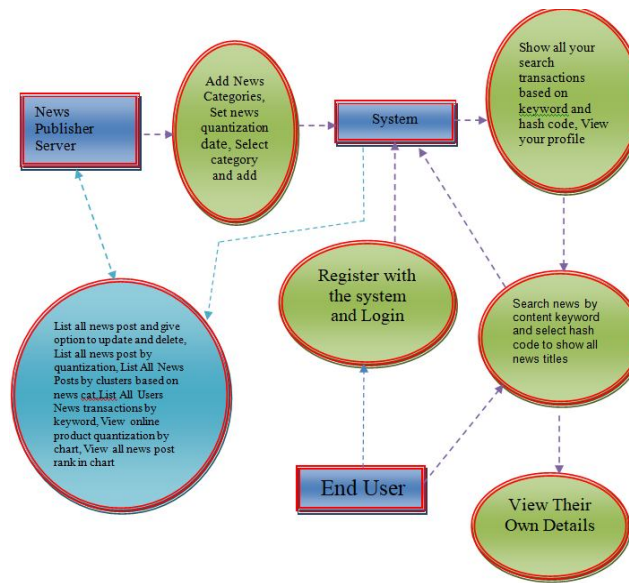 News
Publisher
Server
Add News
Categories,
Set news
quantization
date, Select
category
and add
System
Show all your
search
transactions
based on
keyword and
hash code, View
your profile
Register with
the system
and Login
Search news by
content keyword
and select hash
code to show all
news titles
List all news post and give
option to update and delete,
List all news post by
quantization, List All News
Posts by clusters based on
news cat,List All Users
News transactions by
keyword, View online
product quantization by
chart, View all news post
rank in chart
End User
View Their
Own Details